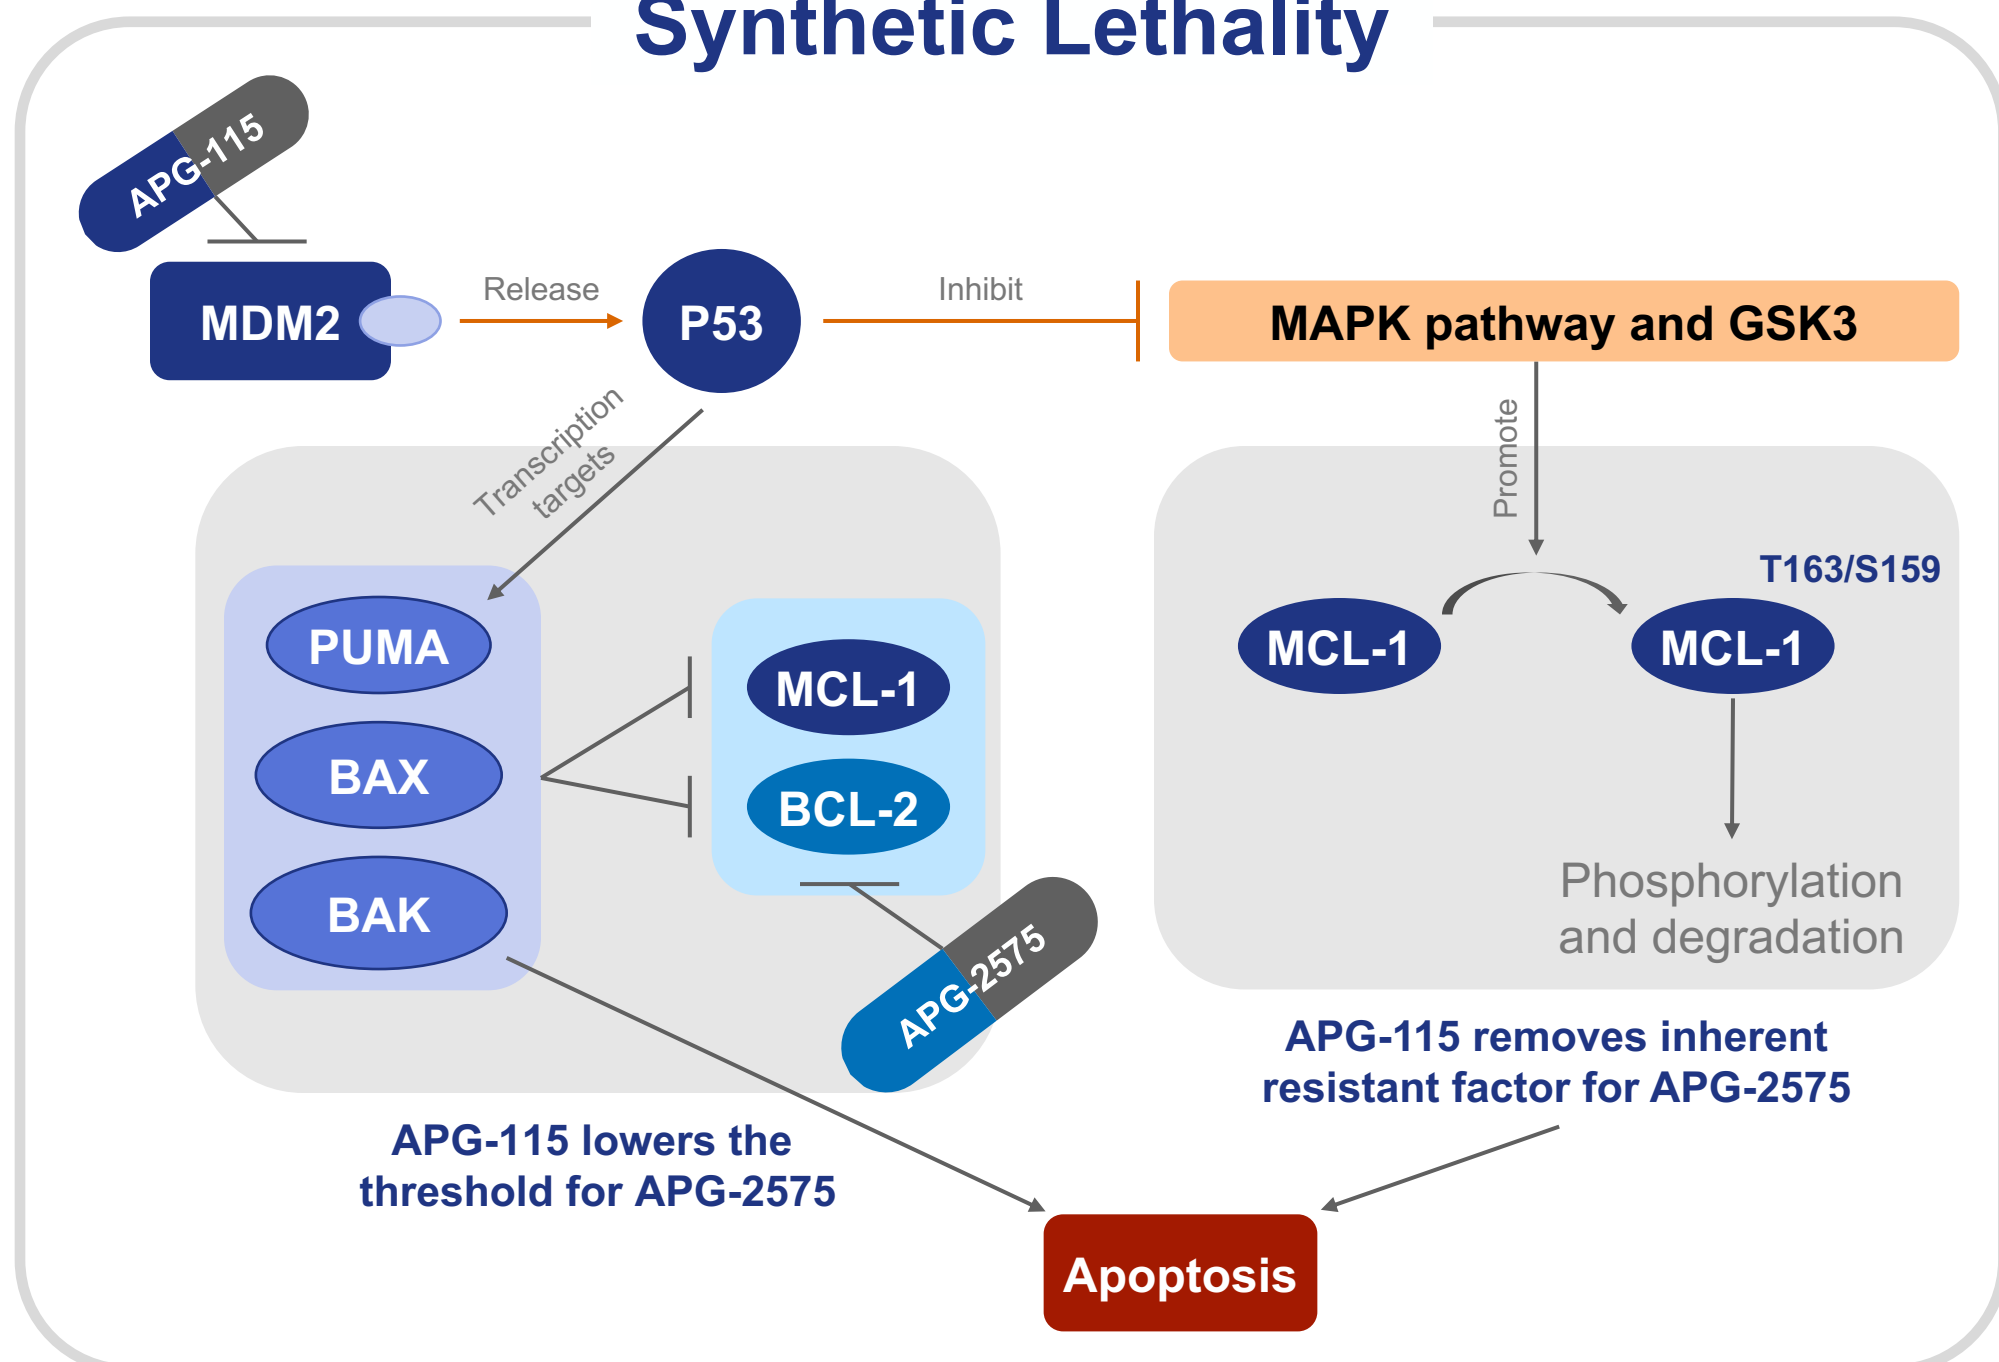 Synthetic Lethality
APG-115
MDM2
Release
P53
Inhibit
MAPK pathway and GSK3
Transcription
targets
Promote
PUMA
BAX
BAK
MCL-1
BCL-2
APG-2575
T163/S159
MCL-1
MCL-1
Phosphorylation
and degradation
APG-115 lowers the
threshold for APG-2575
APG-115 removes inherent
resistant factor for APG-2575
Apoptosis